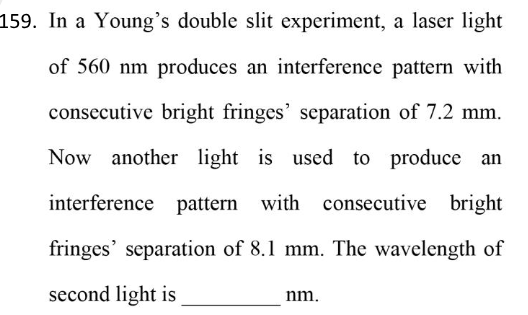 159. In a Young's double slit experiment, a laser light
of 560 nm produces an interference pattern with
consecutive bright fringes' separation of 7.2 mm.
Now another light is used to produce an
interference pattern with consecutive bright
fringes' separation of 8.1 mm. The wavelength of
second light is __________ nm.